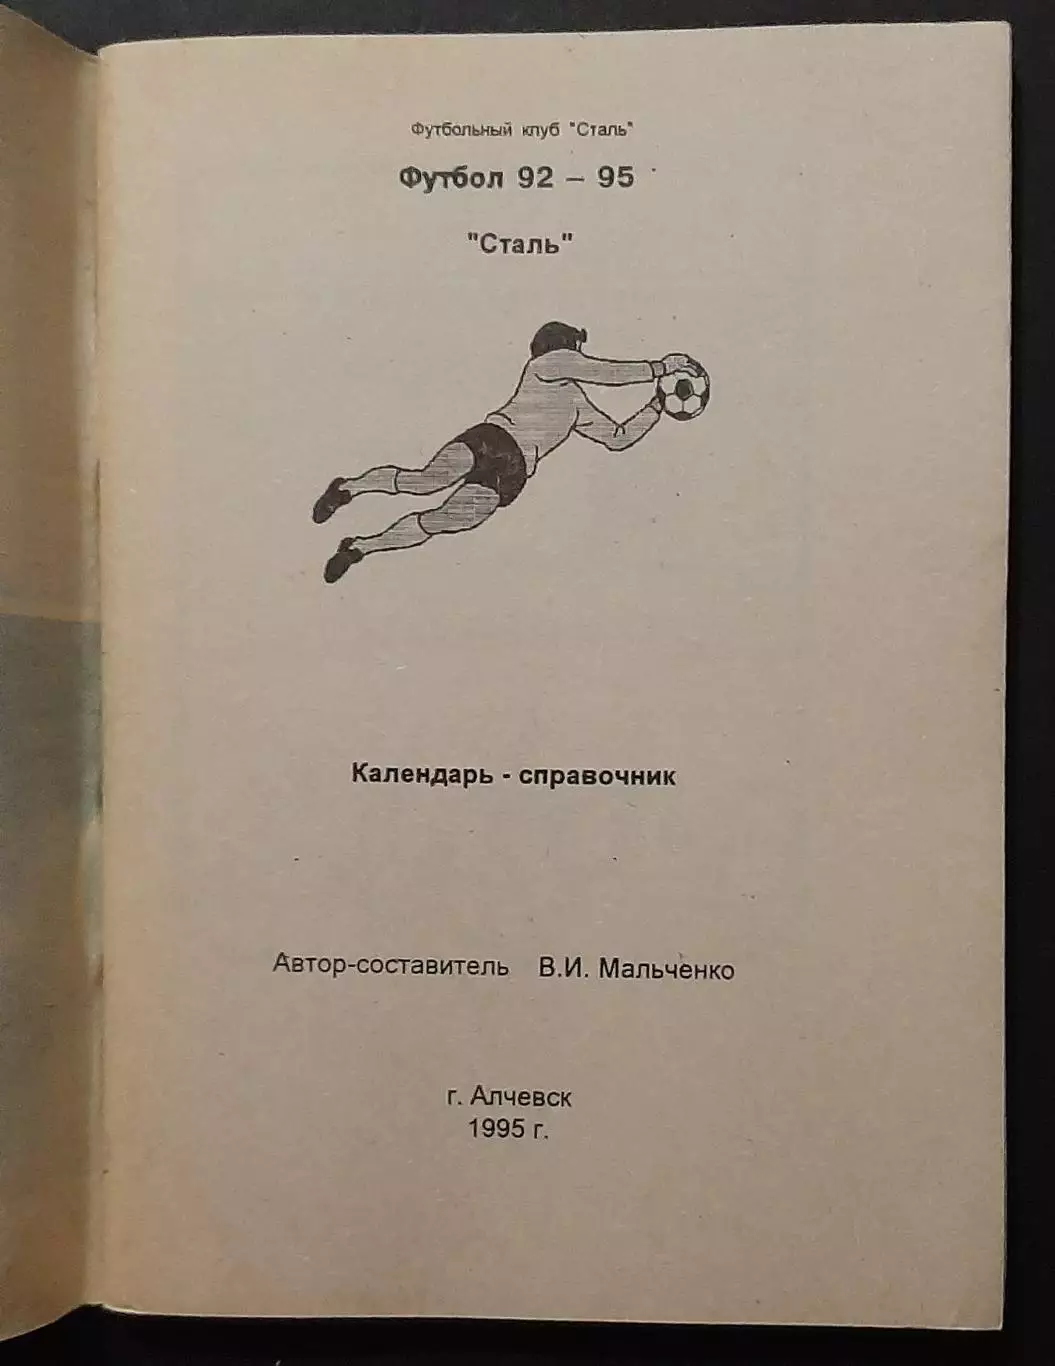 Футбольный клуб "Сталь"
Футбол 92 – 95
"Сталь"
Календарь - справочник
Автор-составитель В.И. Мальченко
г. Алчевск
1995 г.